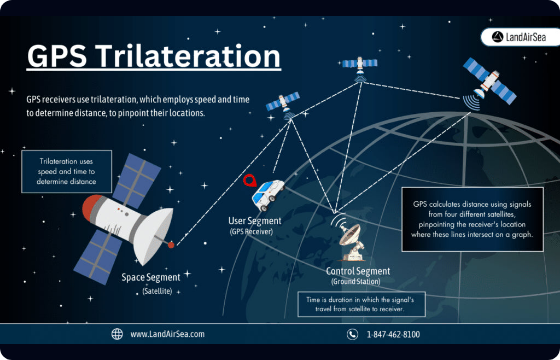 LandAirSea
GPS Trilateration
GPS receivers use trilateration, which employs speed and time
to determine distance, to pinpoint their locations.
Trilateration uses
speed and time to
determine distance
User Segment
(GPS Receiver)
GPS calculates distance using signals
from four different satellites,
pinpointing the receiver's location
where these lines intersect on a graph.
Space Segment
(Satellite)
Control Segment
(Ground Station)
Time is duration in which the signal's
travel from satellite to receiver.
www.LandAirSea.com
1-847-462-8100